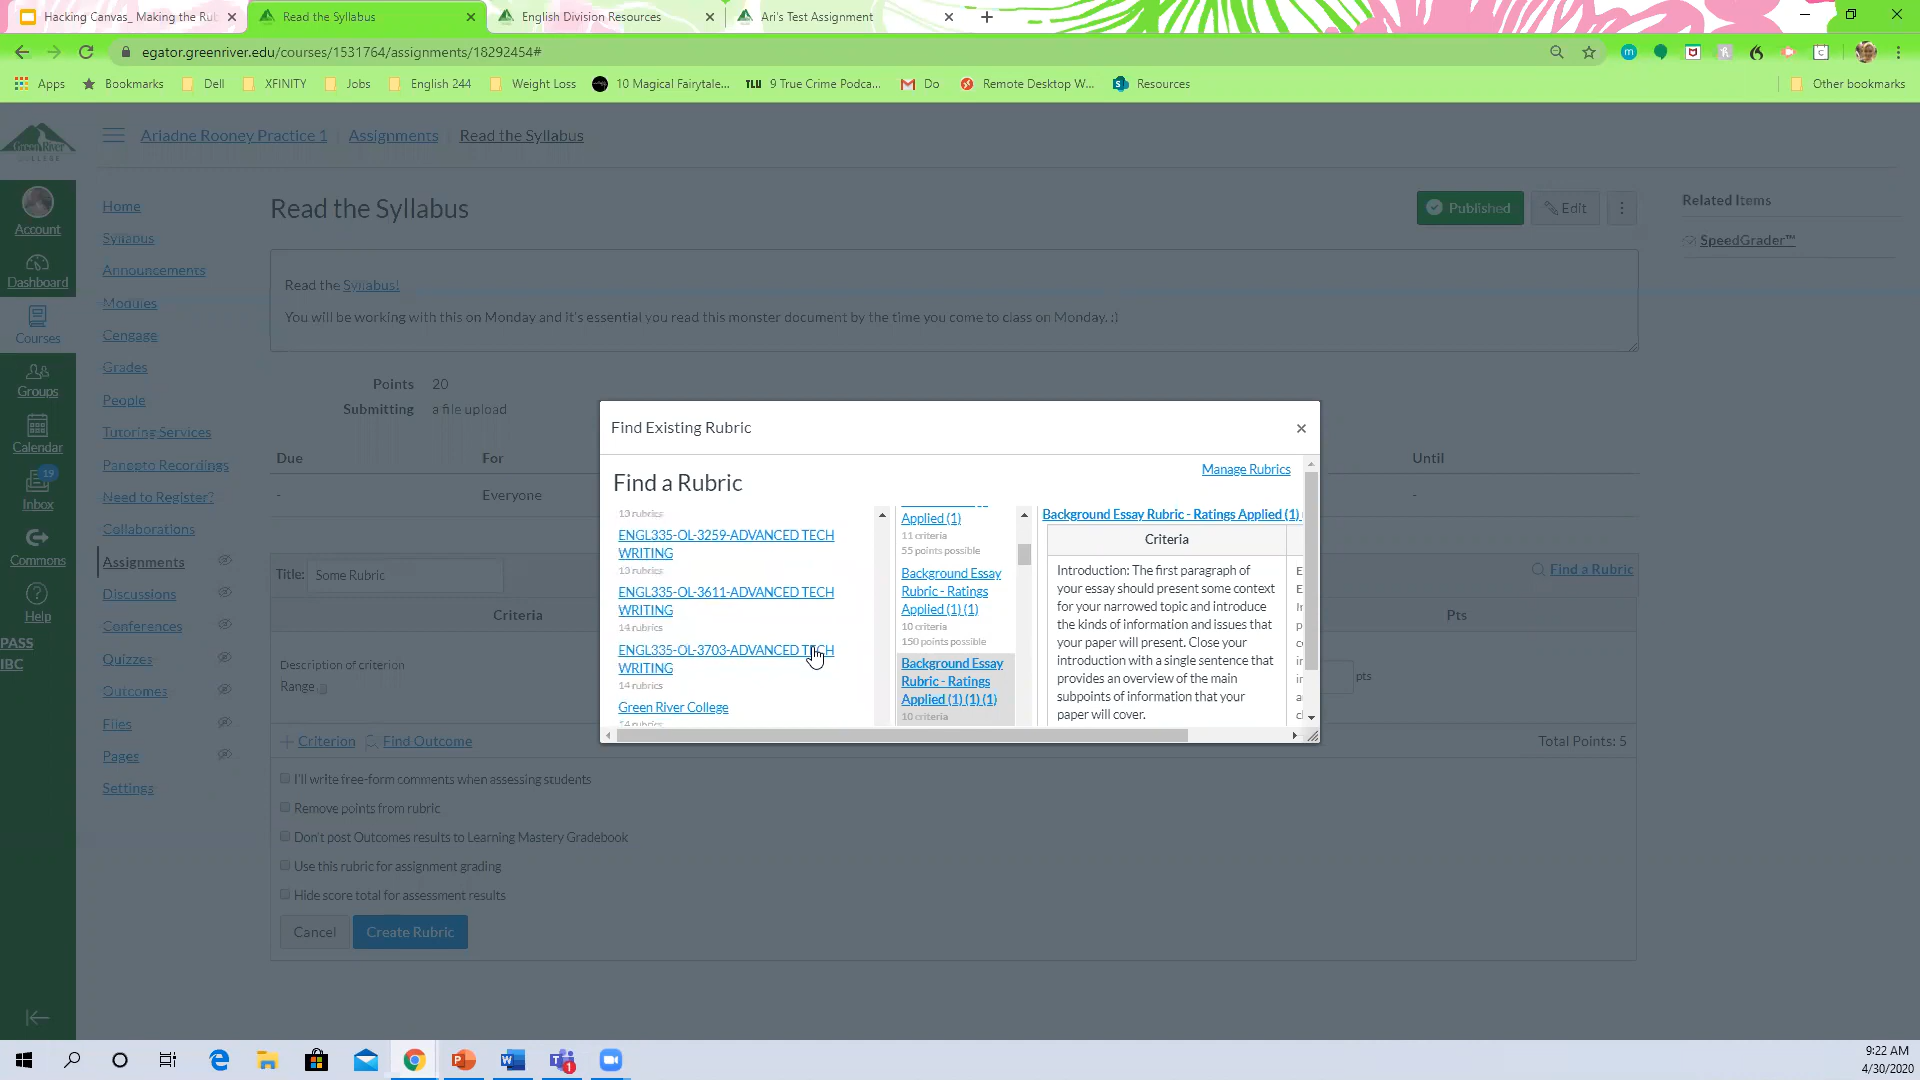 Hacking Canvas_ Making the Rub
Read the Syllabus
English Division Resources
Ari's Test Assignment
egator.greenriver.edu/courses/1531764/assignments/18292454#
Apps
Bookmarks
Dell
XFINITY
Jobs
English 244
Weight Loss
10 Magical Fairytale...
TLU
9 True Crime Podca...
Do
Remote Desktop W...
Resources
Other bookmarks
Green River
COLLEGE
Ariadne Rooney Practice 1
Assignments
Read the Syllabus
Account
Dashboard
Courses
Groups
Calendar
19
Inbox
Commons
Help
PASS
IBC
Home
Syllabus
Announcements
Modules
Cengage
Grades
People
Tutoring Services
Panopto Recordings
Need to Register?
Collaborations
Assignments
Discussions
Conferences
Quizzes
Outcomes
Files
Pages
Settings
Read the Syllabus
Published
Edit
Related Items
SpeedGrader™
Read the Syllabus!
You will be working with this on Monday and it's essential you read this monster document by the time you come to class on Monday. :)
Points 20
Submitting a file upload
Due
For
Until
-
Everyone
-
Title:
Some Rubric
Find a Rubric
Criteria
Pts
Description of criterion
Range
pts
Criterion
Find Outcome
Total Points: 5
I'll write free-form comments when assessing students
Remove points from rubric
Don't post Outcomes results to Learning Mastery Gradebook
Use this rubric for assignment grading
Hide score total for assessment results
Cancel
Create Rubric
Find Existing Rubric
Manage Rubrics
Find a Rubric
13 rubrics
ENGL335-OL-3259-ADVANCED TECH
WRITING
13 rubrics
ENGL335-OL-3611-ADVANCED TECH
WRITING
14 rubrics
ENGL335-OL-3703-ADVANCED TECH
WRITING
14 rubrics
Green River College
14 rubrics
Applied (1)
11 criteria
55 points possible
Background Essay
Rubric - Ratings
Applied (1) (1)
10 criteria
150 points possible
Background Essay
Rubric - Ratings
Applied (1) (1) (1)
10 criteria
Background Essay Rubric - Ratings Applied (1)
Criteria
Introduction: The first paragraph of
your essay should present some context
for your narrowed topic and introduce
the kinds of information and issues that
your paper will present. Close your
introduction with a single sentence that
provides an overview of the main
subpoints of information that your
paper will cover.
1
9:22 AM
4/30/2020